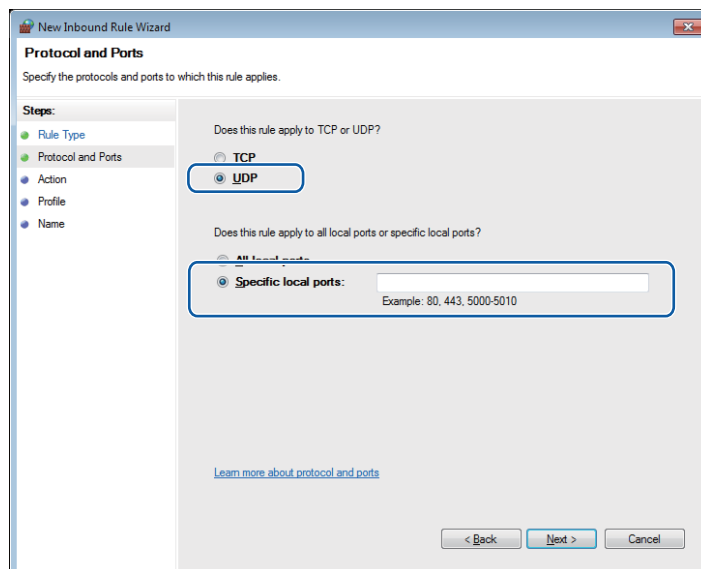 New Inbound Rule Wizard
Protocol and Ports
Specify the protocols and ports to which this rule applies.
Steps:
Rule Type
Protocol and Ports
Action
Profile
Name
Does this rule apply to TCP or UDP?
TCP
UDP
Does this rule apply to all local ports or specific local ports?
All local ports
Specific local ports:
Example: 80, 443, 5000-5010
Learn more about protocol and ports
< Back
Next >
Cancel